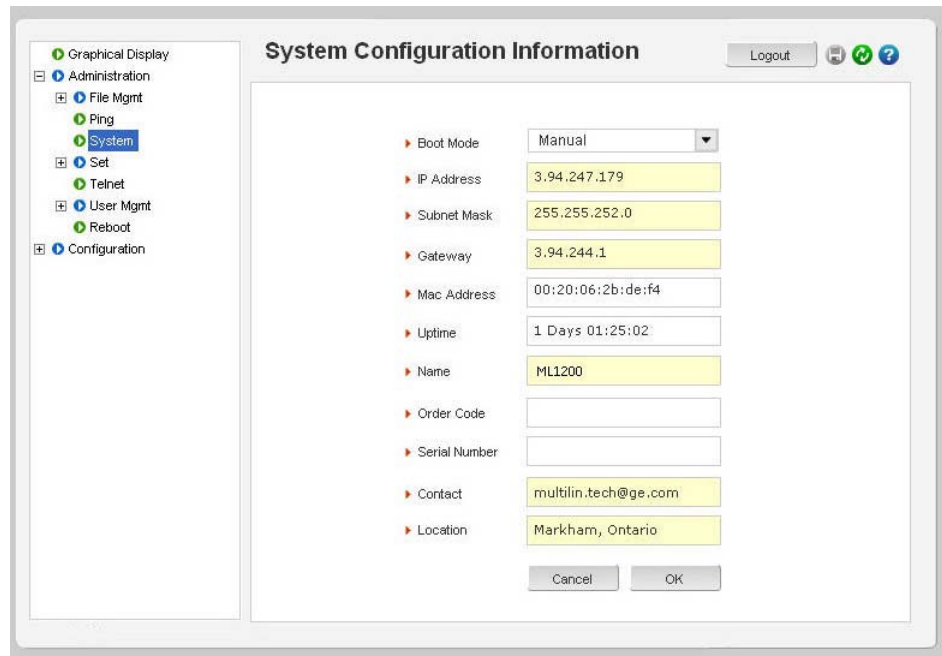 Graphical Display
Administration
File Mgmt
Ping
System
Set
Telnet
User Mgmt
Reboot
Configuration
System Configuration Information
Logout
Boot Mode Manual
IP Address 3.94.247.179
Subnet Mask 255.255.252.0
Gateway 3.94.244.1
Mac Address 00:20:06:2b:de:f4
Uptime 1 Days 01:25:02
Name ML1200
Order Code
Serial Number
Contact multilin.tech@ge.com
Location Markham, Ontario
Cancel OK